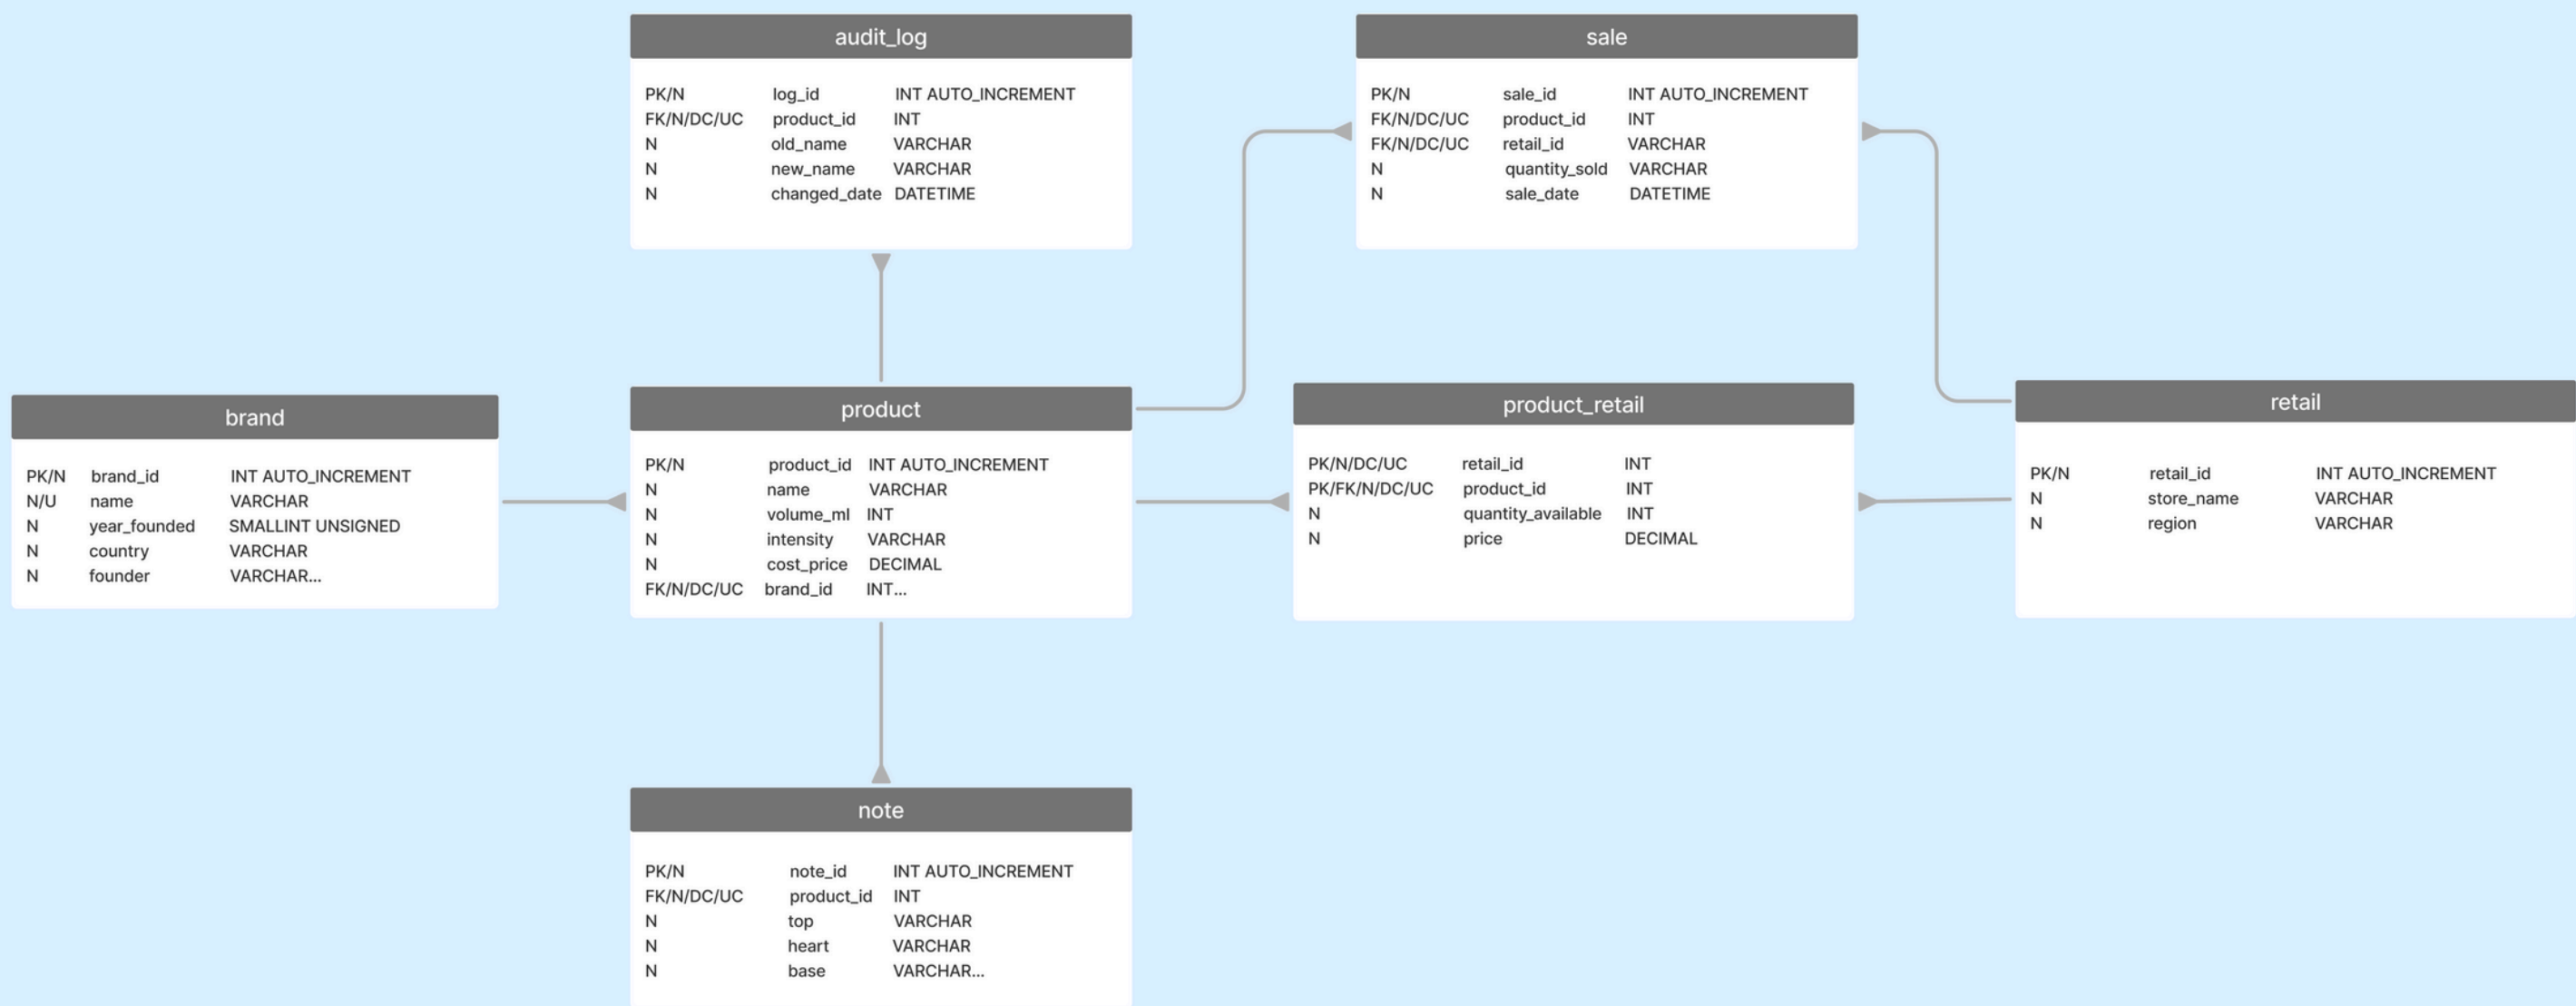 audit_log
PK/N log_id INT AUTO_INCREMENT
FK/N/DC/UC product_id INT
N old_name VARCHAR
N new_name VARCHAR
N changed_date DATETIME
sale
PK/N sale_id INT AUTO_INCREMENT
FK/N/DC/UC product_id INT
FK/N/DC/UC retail_id VARCHAR
N quantity_sold VARCHAR
N sale_date DATETIME
brand
PK/N brand_id INT AUTO_INCREMENT
N/U name VARCHAR
N year_founded SMALLINT UNSIGNED
N country VARCHAR
N founder VARCHAR...
product
PK/N product_id INT AUTO_INCREMENT
N name VARCHAR
N volume_ml INT
N intensity VARCHAR
N cost_price DECIMAL
FK/N/DC/UC brand_id INT...
product_retail
PK/N/DC/UC retail_id INT
PK/FK/N/DC/UC product_id INT
N quantity_available INT
N price DECIMAL
retail
PK/N retail_id INT AUTO_INCREMENT
N store_name VARCHAR
N region VARCHAR
note
PK/N note_id INT AUTO_INCREMENT
FK/N/DC/UC product_id INT
N top VARCHAR
N heart VARCHAR
N base VARCHAR...